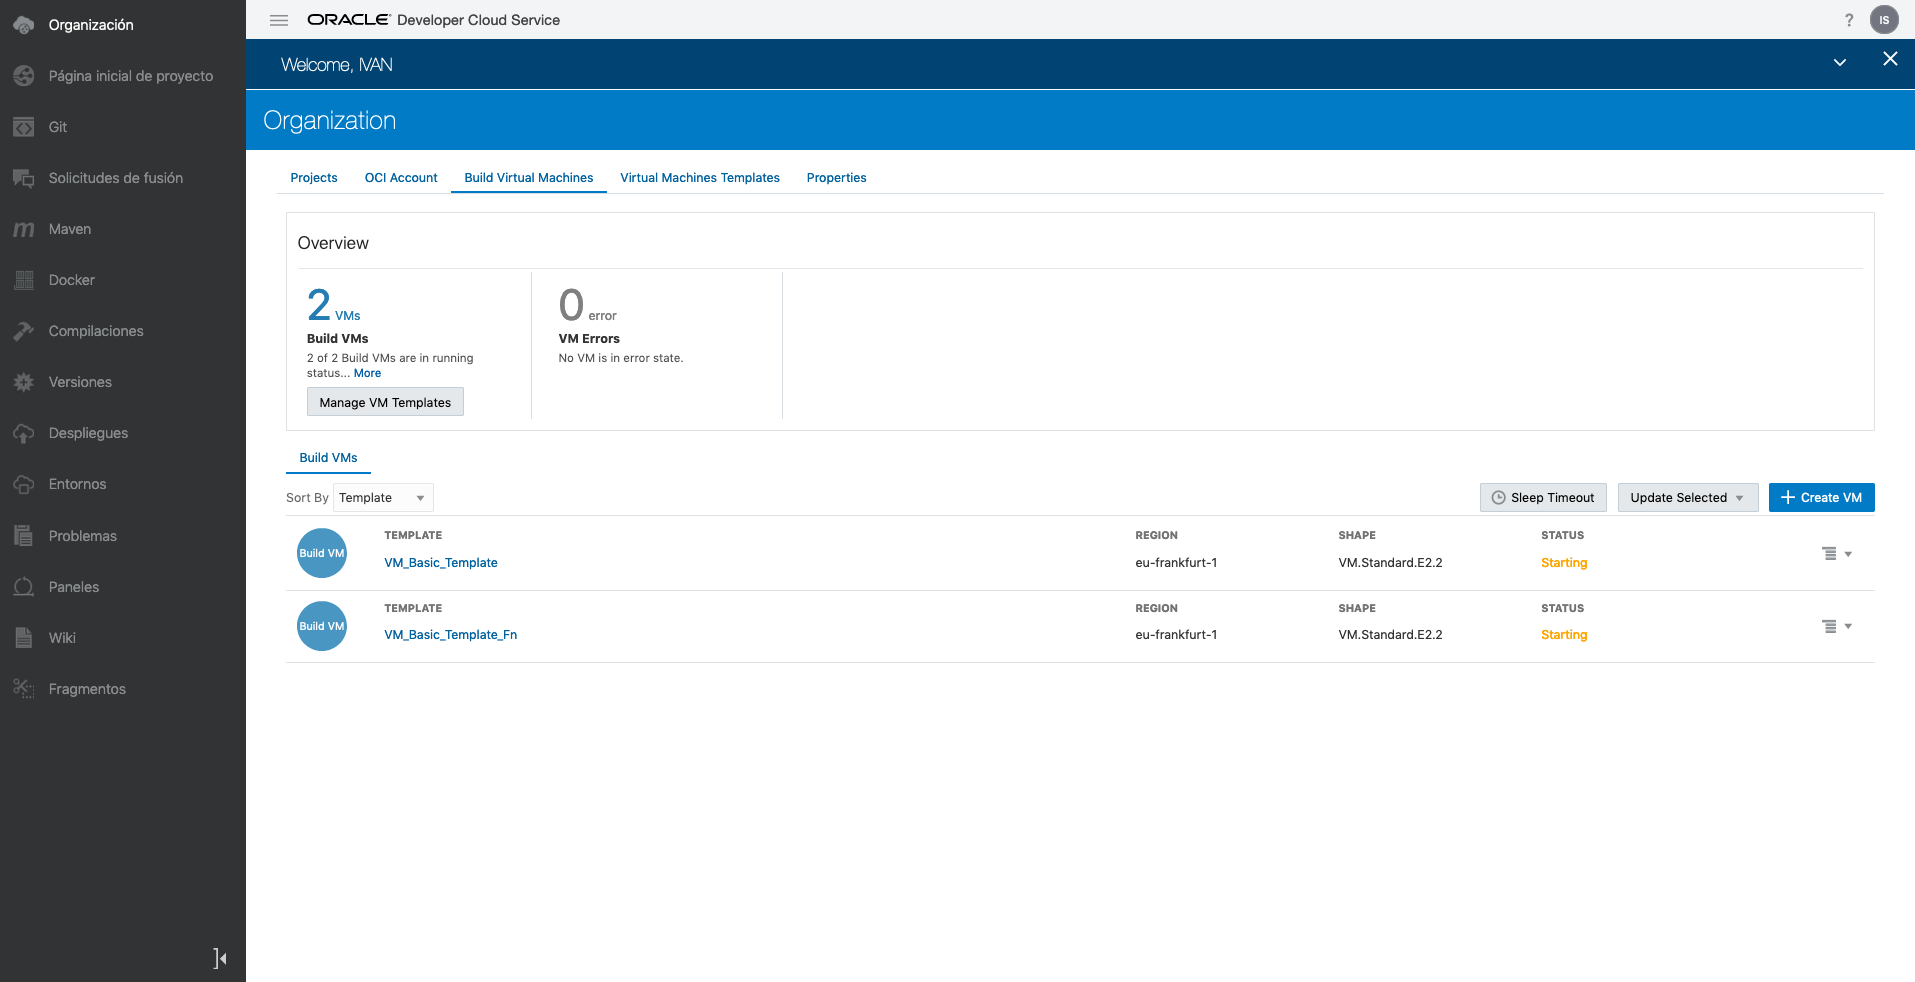 Organización
Página inicial de proyecto
Git
Solicitudes de fusión
Maven
Docker
Compilaciones
Versiones
Despliegues
Entornos
Problemas
Paneles
Wiki
Fragmentos
ORACLE Developer Cloud Service
? IS
Welcome, IVAN
Organization
Projects OCI Account Build Virtual Machines Virtual Machines Templates Properties
Overview
2 VMs
Build VMs
2 of 2 Build VMs are in running
status... More
Manage VM Templates
0 error
VM Errors
No VM is in error state.
Build VMs
Sort By Template Sleep Timeout Update Selected Create VM
Build VM
TEMPLATE REGION SHAPE STATUS
VM_Basic_Template eu-frankfurt-1 VM.Standard.E2.2 Starting
Build VM
TEMPLATE REGION SHAPE STATUS
VM_Basic_Template_Fn eu-frankfurt-1 VM.Standard.E2.2 Starting